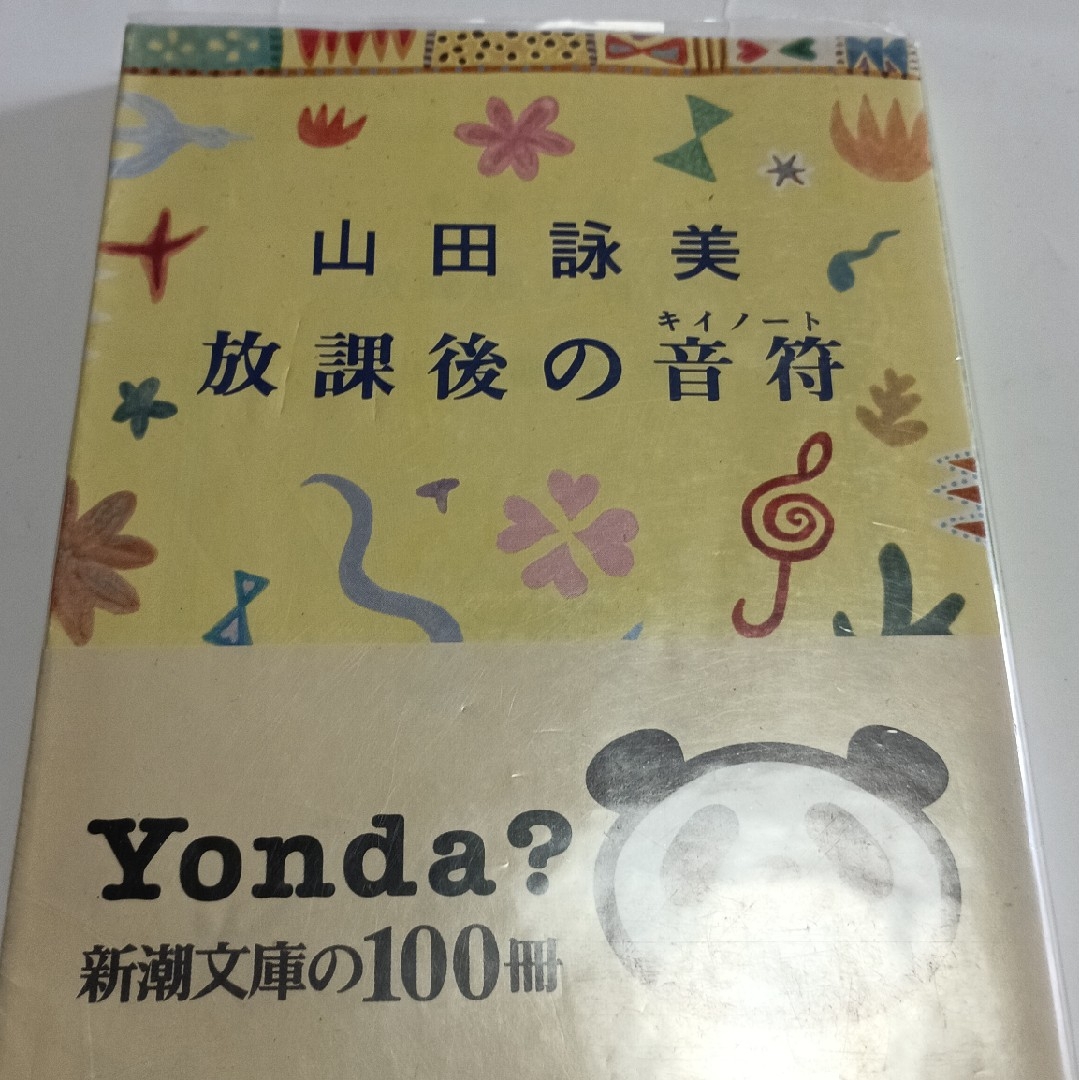 山田詠美
キイノート
放課後の音符
Yonda?
新潮文庫の100冊